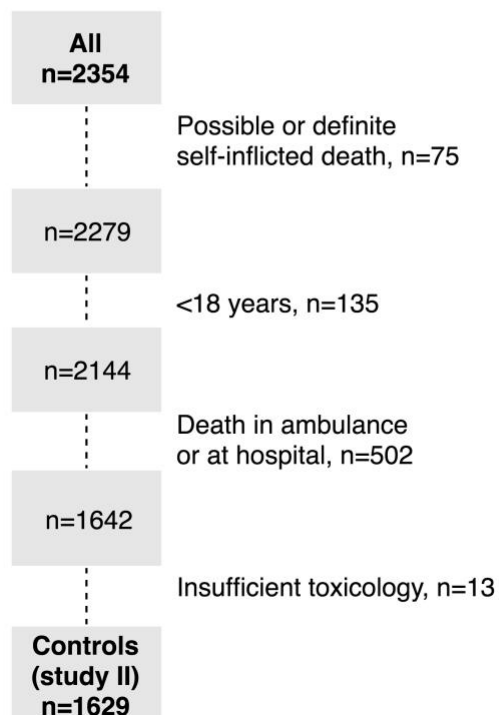 All
n=2354
Possible or definite
self-inflicted death, n=75
n=2279
<18 years, n=135
n=2144
Death in ambulance
or at hospital, n=502
n=1642
Insufficient toxicology, n=13
Controls
(study II)
n=1629